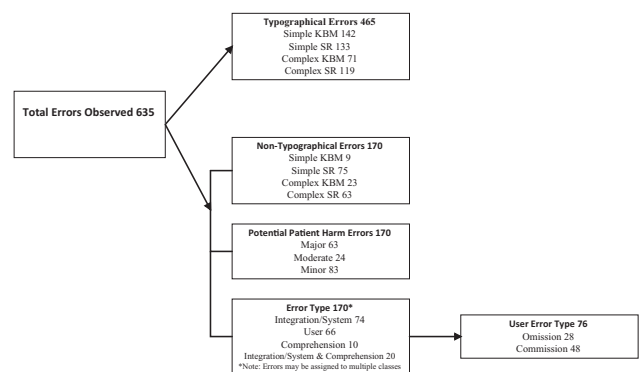 Typographical Errors 465
Simple KBM 142
Simple SR 133
Complex KBM 71
Complex SR 119
Total Errors Observed 635
Non-Typographical Errors 170
Simple KBM 9
Simple SR 75
Complex KBM 23
Complex SR 63
Potential Patient Harm Errors 170
Major 63
Moderate 24
Minor 83
Error Type 170*
Integration/System 74
User 66
Comprehension 10
Integration/System & Comprehension 20
*Note: Errors may be assigned to multiple classes
User Error Type 76
Omission 28
Commission 48